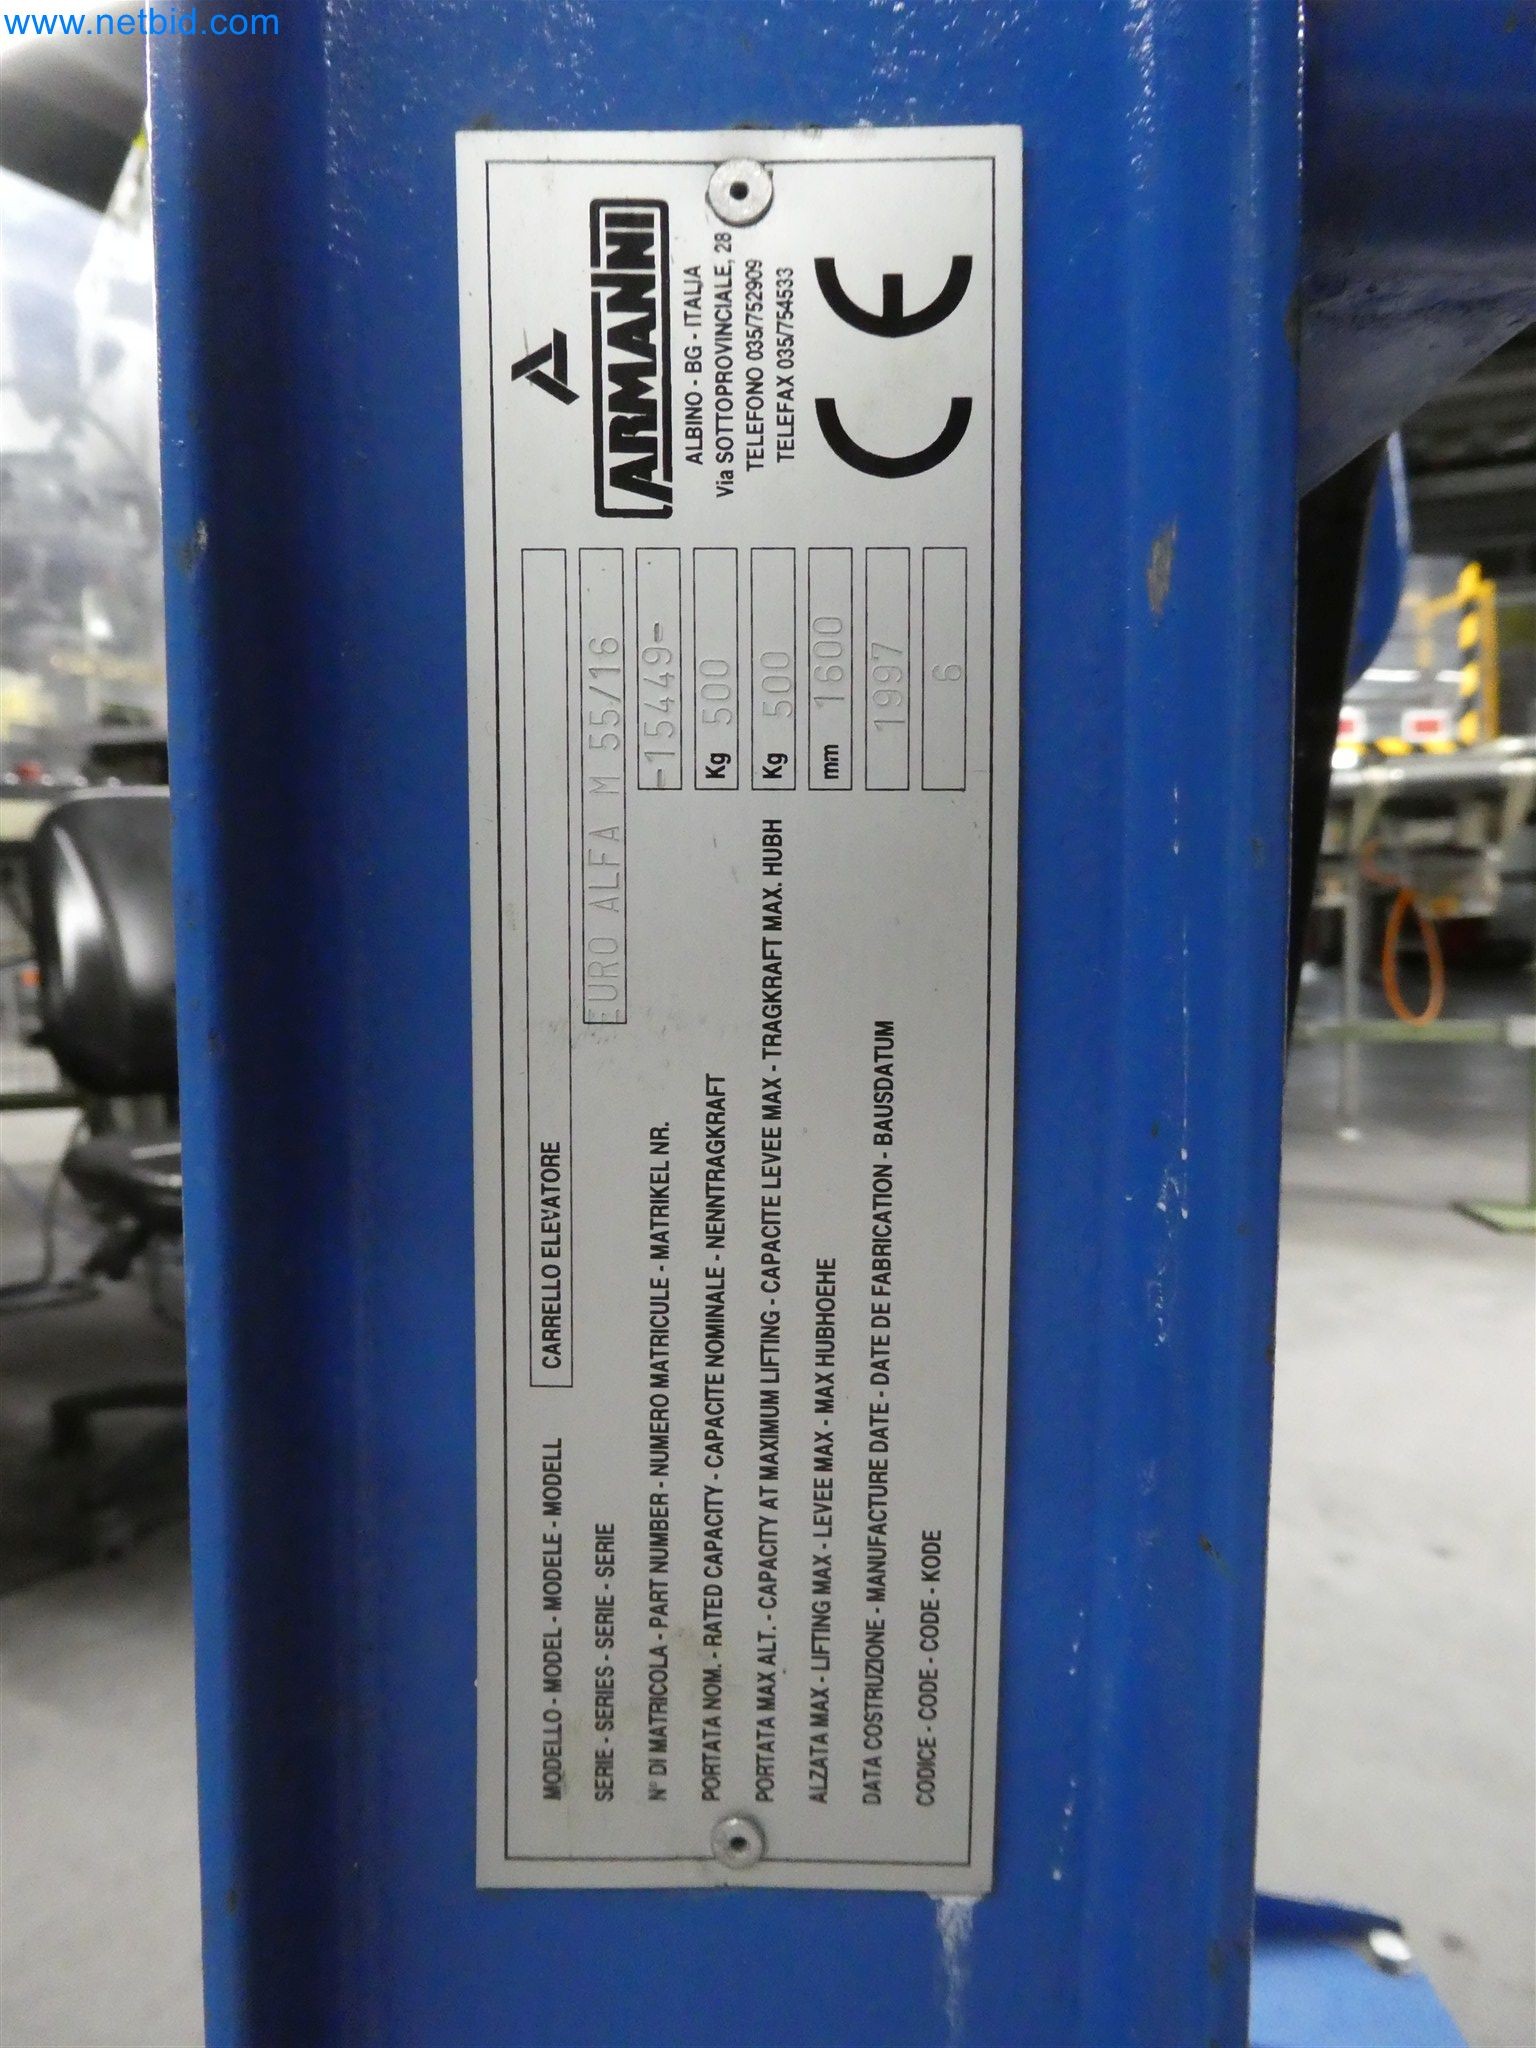 www.netbid.com
ARMANNI
ALBINO - BG - ITALIA
Via SOTTOPROVINCIALE, 28
TELEFONO 035/752909
TELEFAX 035/754533
CE
MODELLO - MODEL - MODELE - MODELL CARRELLO ELEVATORE
SERIE - SERIES - SERIE - SERIE EURO ALFA M 55/16
N° DI MATRICOLA - PART NUMBER - NUMERO MATRICULE - MATRIKEL NR. -15449-
PORTATA NOM. - RATED CAPACITY - CAPACITE NOMINALE - NENNTRAGKRAFT Kg 500
PORTATA MAX ALT. - CAPACITY AT MAXIMUM LIFTING - CAPACITE LEVEE MAX - TRAGKRAFT MAX. HUBH Kg 500
ALZATA MAX - LIFTING MAX - LEVEE MAX - MAX HUBHOEHE mm 1600
DATA COSTRUZIONE - MANUFACTURE DATE - DATE DE FABRICATION - BAUSDATUM 1997
CODICE - CODE - CODE - KODE 6